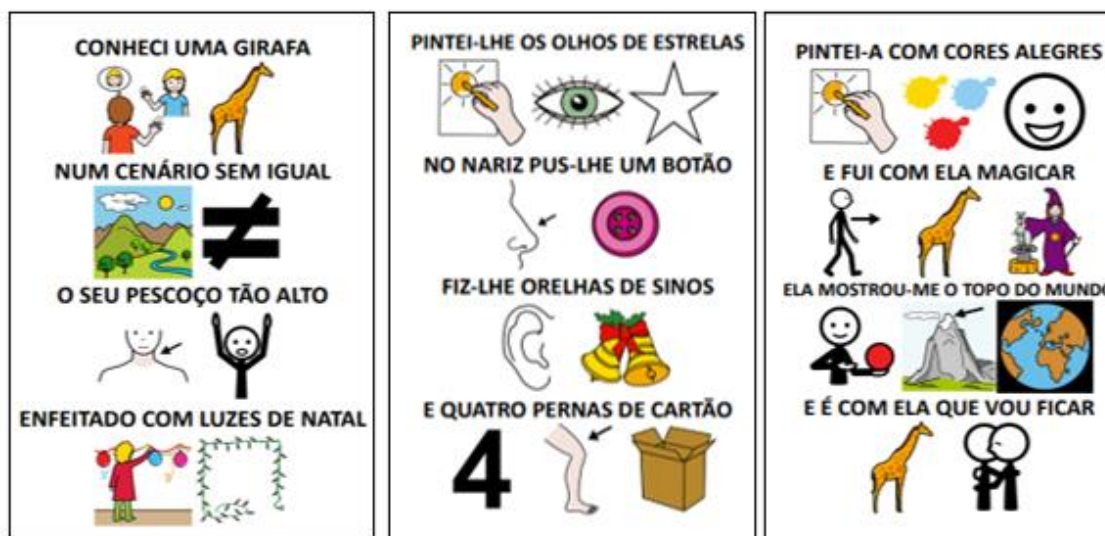 CONHECI UMA GIRAFA
NUM CENÁRIO SEM IGUAL
O SEU PESCOÇO TÃO ALTO
ENFEITADO COM LUZES DE NATAL
PINTEI-LHE OS OLHOS DE ESTRELAS
NO NARIZ PUS-LHE UM BOTÃO
FIZ-LHE ORELHAS DE SINOS
E QUATRO PERNAS DE CARTÃO
4
PINTEI-A COM CORES ALEGRES
E FUI COM ELA MAGICAR
ELA MOSTROU-ME O TOPO DO MUNDO
E É COM ELA QUE VOU FICAR